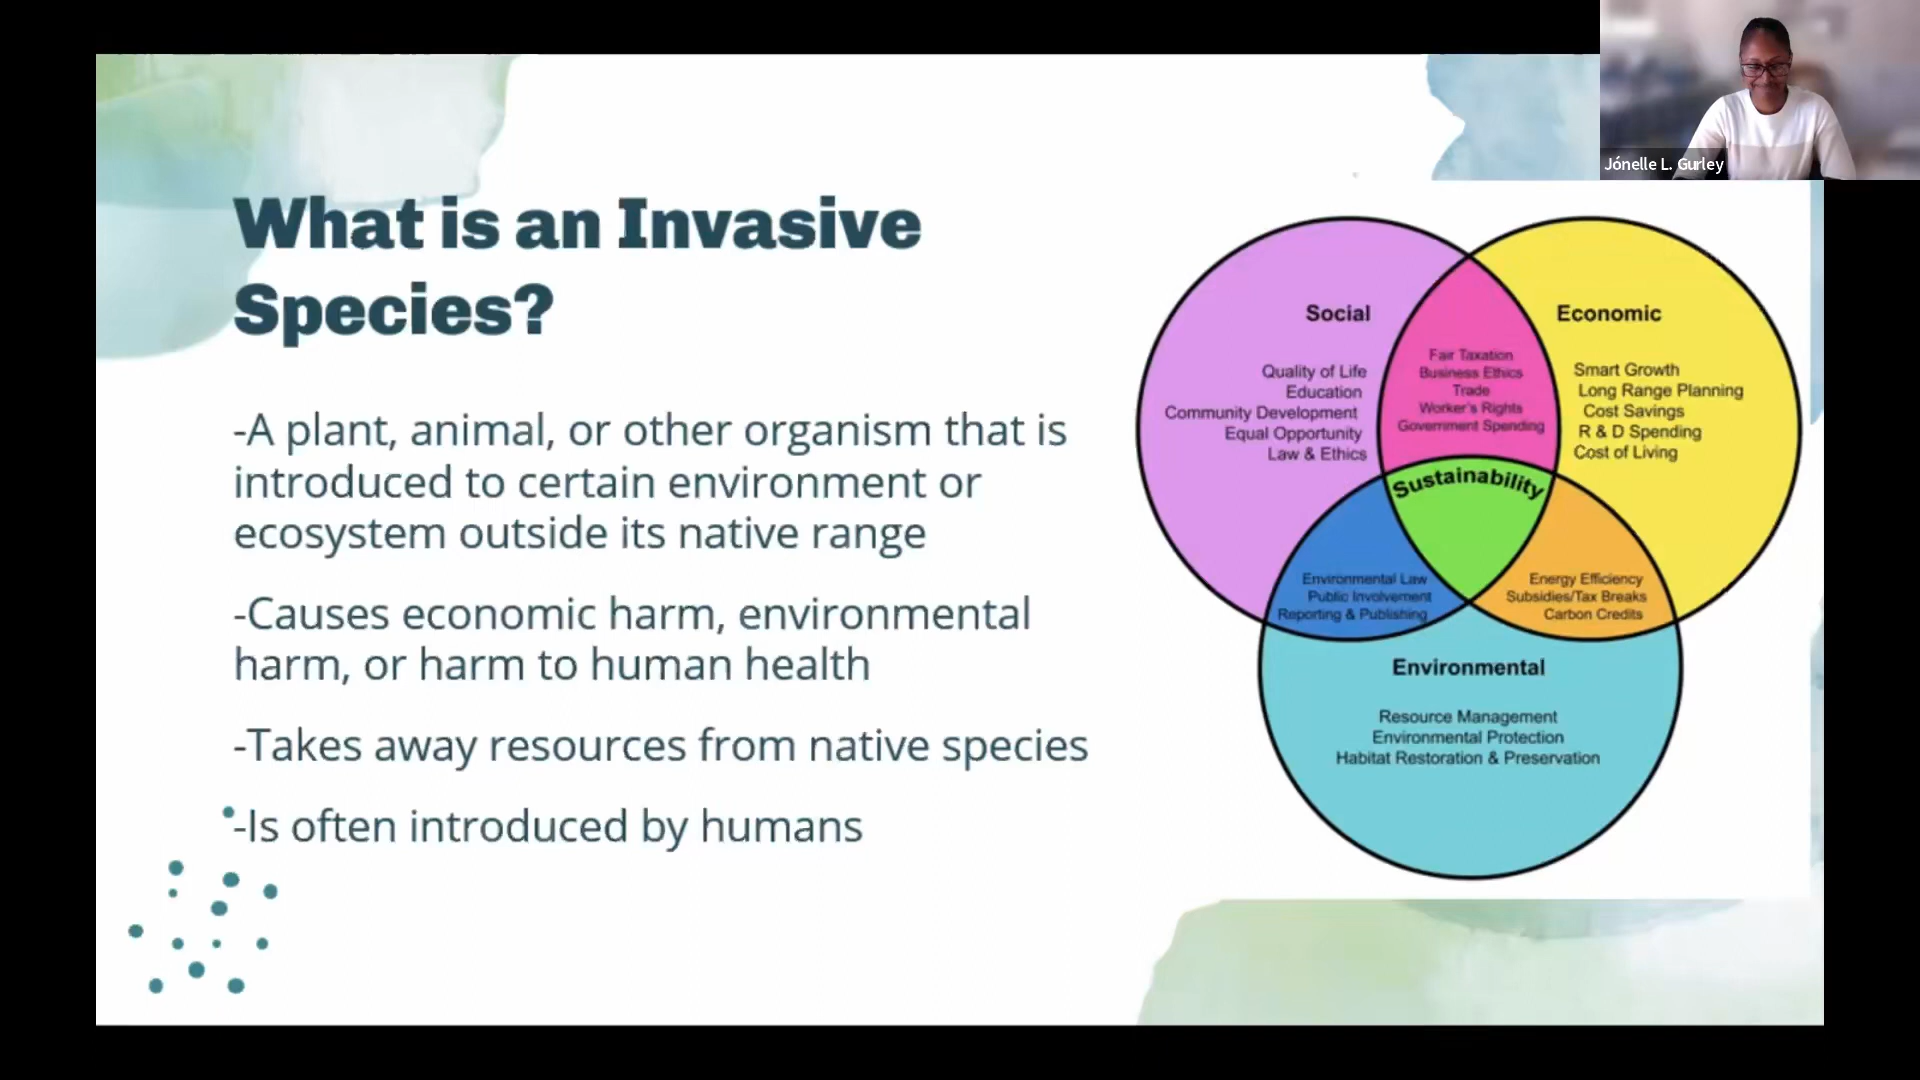 Jónelle L. Gurley
What is an Invasive
Species?
-A plant, animal, or other organism that is
introduced to certain environment or
ecosystem outside its native range
-Causes economic harm, environmental
harm, or harm to human health
-Takes away resources from native species
-Is often introduced by humans
Social
Quality of Life
Education
Community Development
Equal Opportunity
Law & Ethics
Fair Taxation
Business Ethics
Trade
Worker's Rights
Government Spending
Economic
Smart Growth
Long Range Planning
Cost Savings
R & D Spending
Cost of Living
Sustainability
Environmental Law
Public Involvement
Reporting & Publishing
Energy Efficiency
Subsidies/Tax Breaks
Carbon Credits
Environmental
Resource Management
Environmental Protection
Habitat Restoration & Preservation